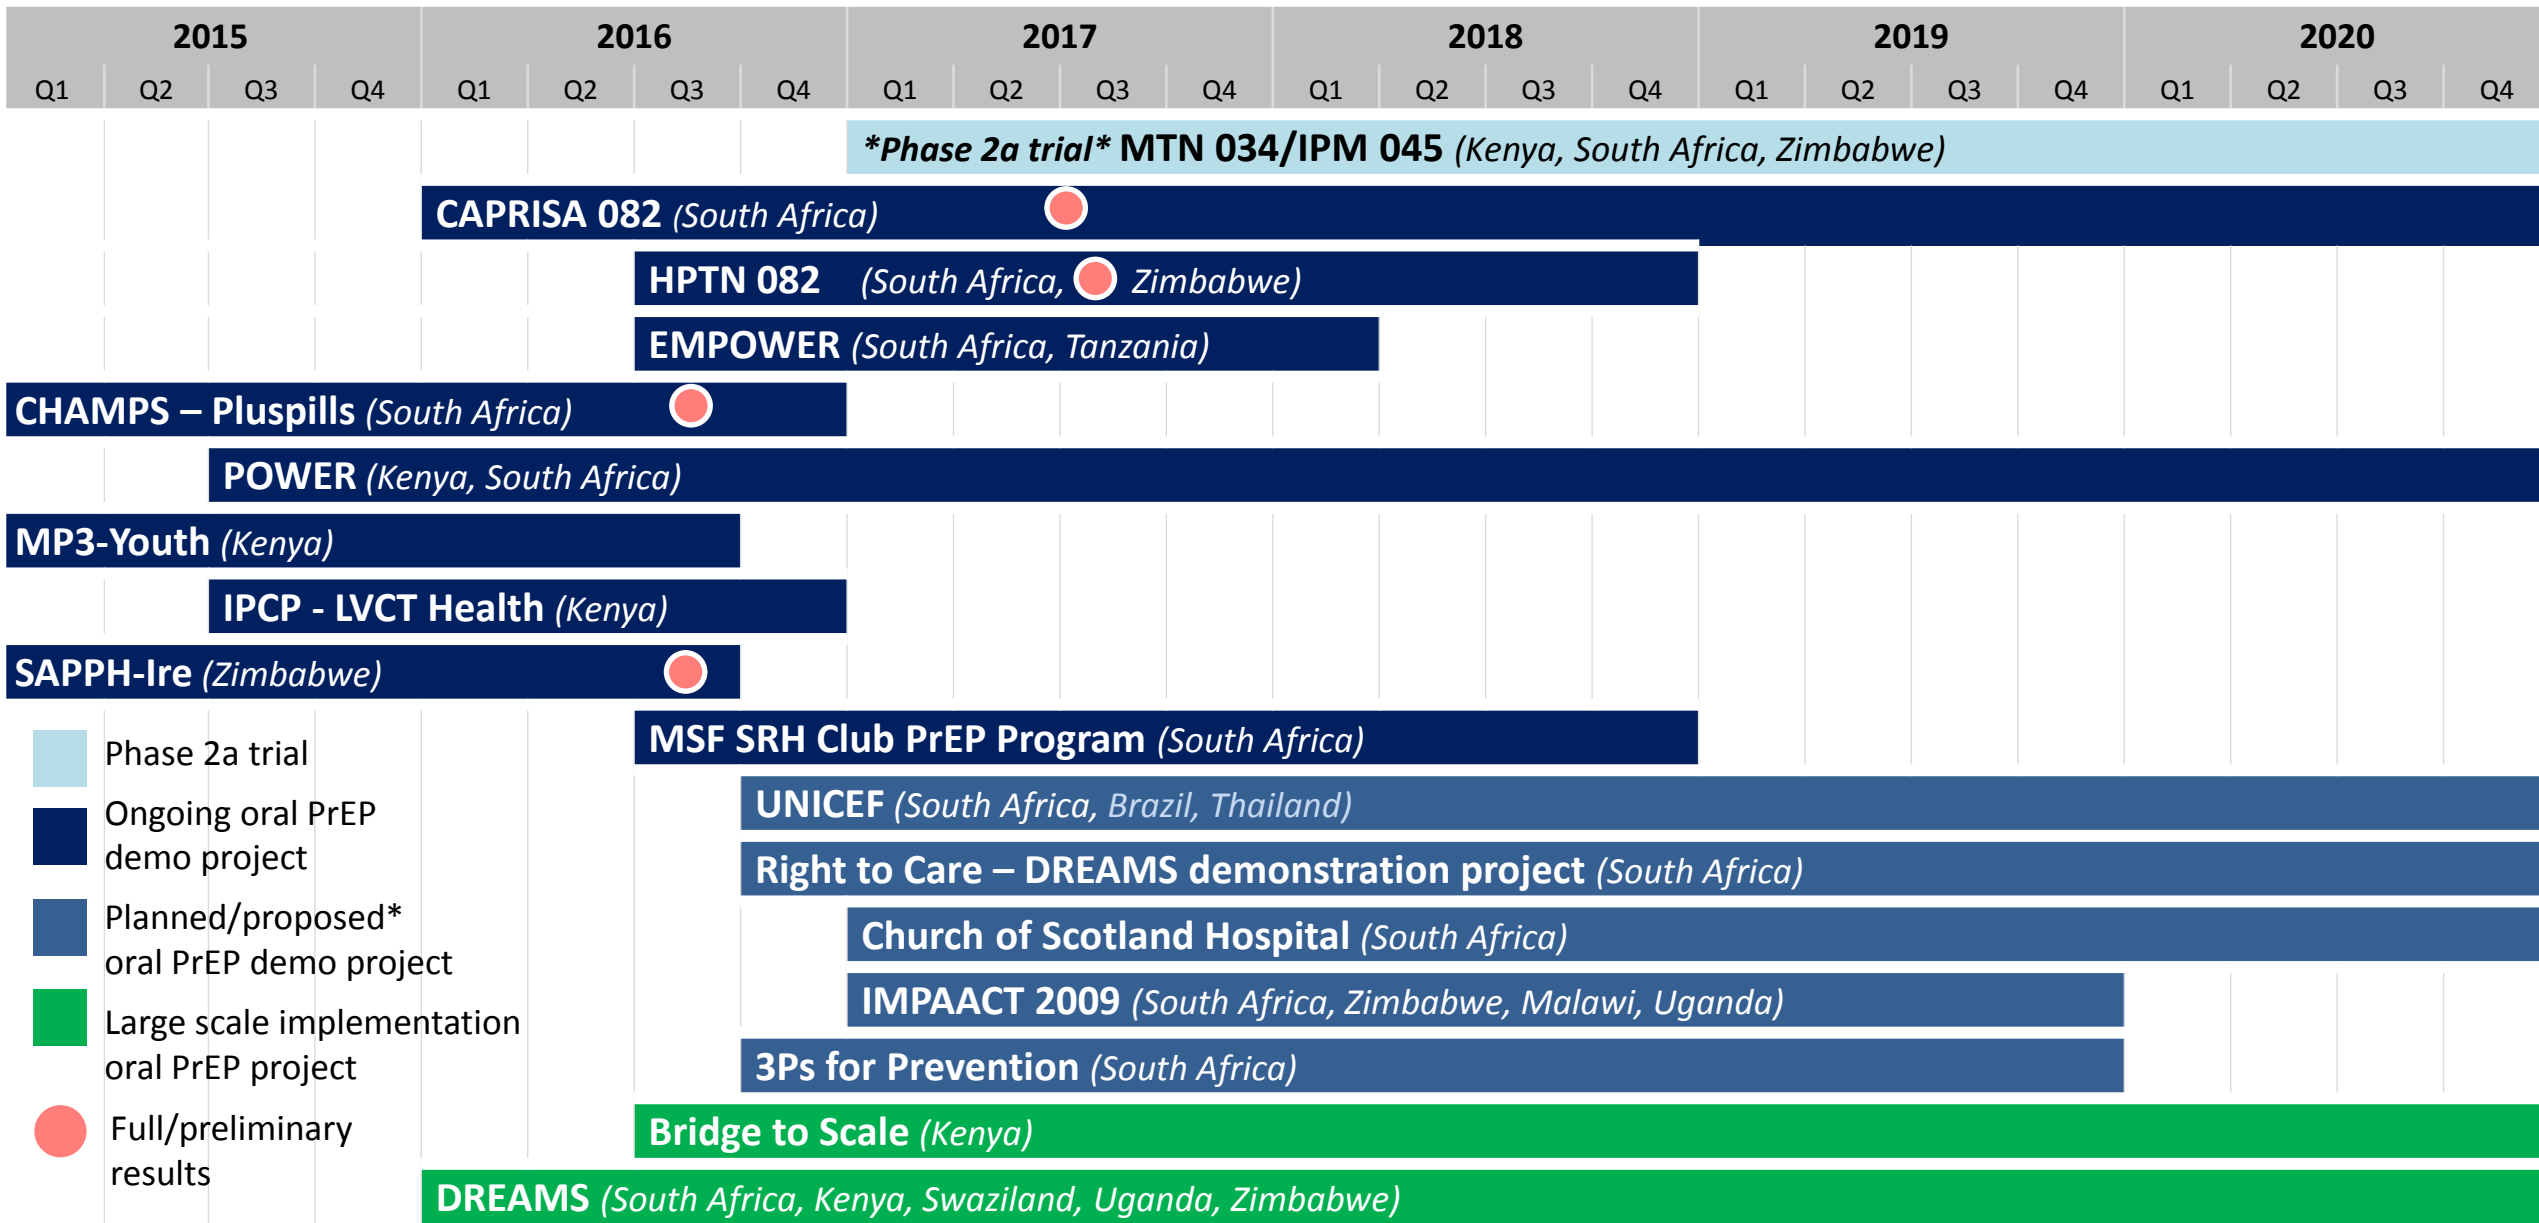 2015 2016 2017 2018 2019 2020
Q1 Q2 Q3 Q4 Q1 Q2 Q3 Q4 Q1 Q2 Q3 Q4 Q1 Q2 Q3 Q4 Q1 Q2 Q3 Q4 Q1 Q2 Q3 Q4
*Phase 2a trial* MTN 034/IPM 045 (Kenya, South Africa, Zimbabwe)
CAPRISA 082 (South Africa)
HPTN 082 (South Africa, Zimbabwe)
EMPOWER (South Africa, Tanzania)
CHAMPS – Pluspills (South Africa)
POWER (Kenya, South Africa)
MP3-Youth (Kenya)
IPCP - LVCT Health (Kenya)
SAPPH-Ire (Zimbabwe)
MSF SRH Club PrEP Program (South Africa)
UNICEF (South Africa, Brazil, Thailand)
Right to Care – DREAMS demonstration project (South Africa)
Church of Scotland Hospital (South Africa)
IMPAACT 2009 (South Africa, Zimbabwe, Malawi, Uganda)
3Ps for Prevention (South Africa)
Bridge to Scale (Kenya)
DREAMS (South Africa, Kenya, Swaziland, Uganda, Zimbabwe)
Phase 2a trial
Ongoing oral PrEP
demo project
Planned/proposed*
oral PrEP demo project
Large scale implementation
oral PrEP project
Full/preliminary
results